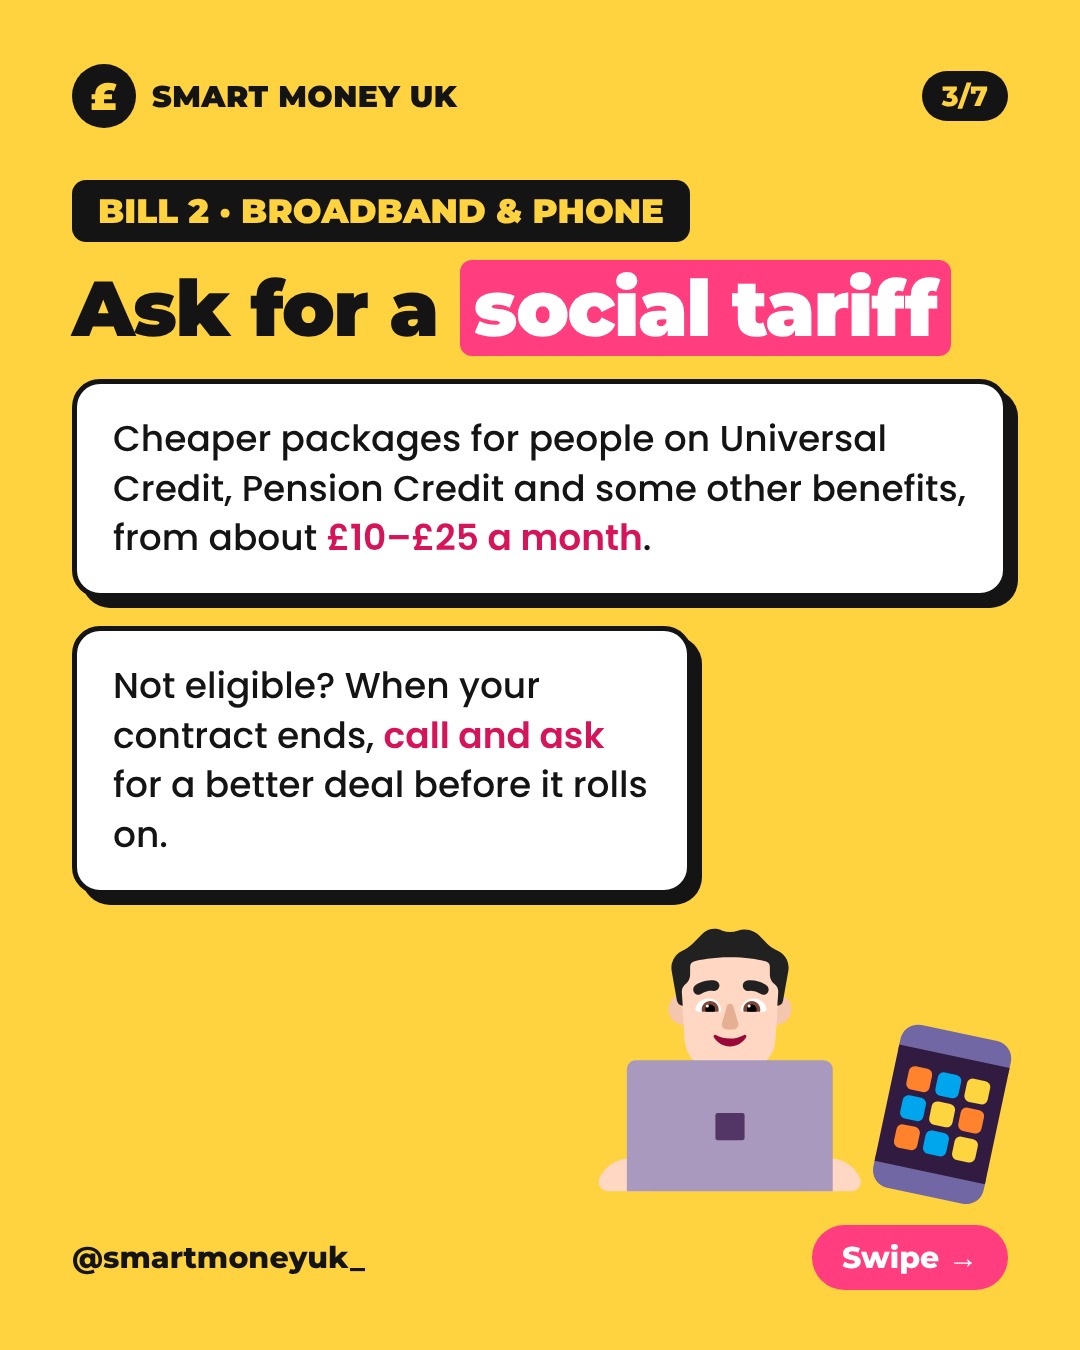 £ SMART MONEY UK
3/7
BILL 2 • BROADBAND & PHONE
Ask for a social tariff
Cheaper packages for people on Universal
Credit, Pension Credit and some other benefits,
from about £10–£25 a month.
Not eligible? When your
contract ends, call and ask
for a better deal before it rolls
on.
@smartmoneyuk_
Swipe →